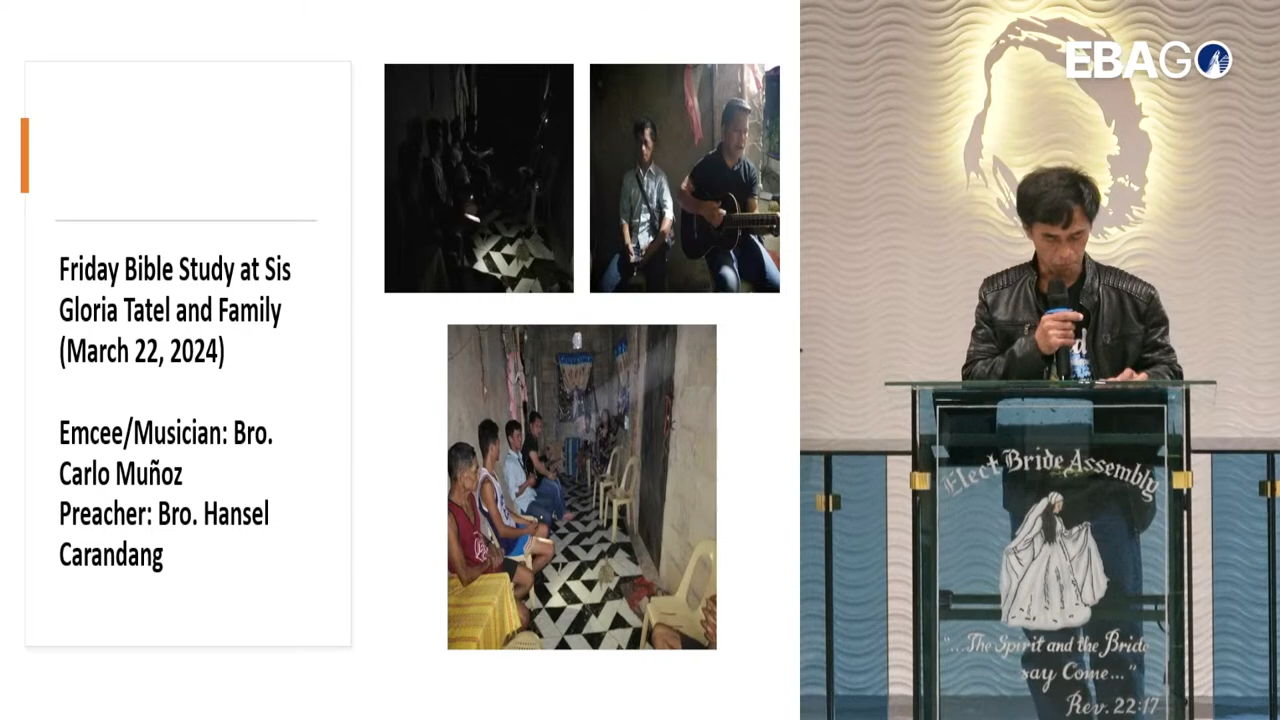 Friday Bible Study at Sis
Gloria Tatel and Family
(March 22, 2024)
Emcee/Musician: Bro.
Carlo Muñoz
Preacher: Bro. Hansel
Carandang
EBAGO
Elect Bride Assembly
"...The Spirit and the Bride
say Come..."
Rev. 22:17